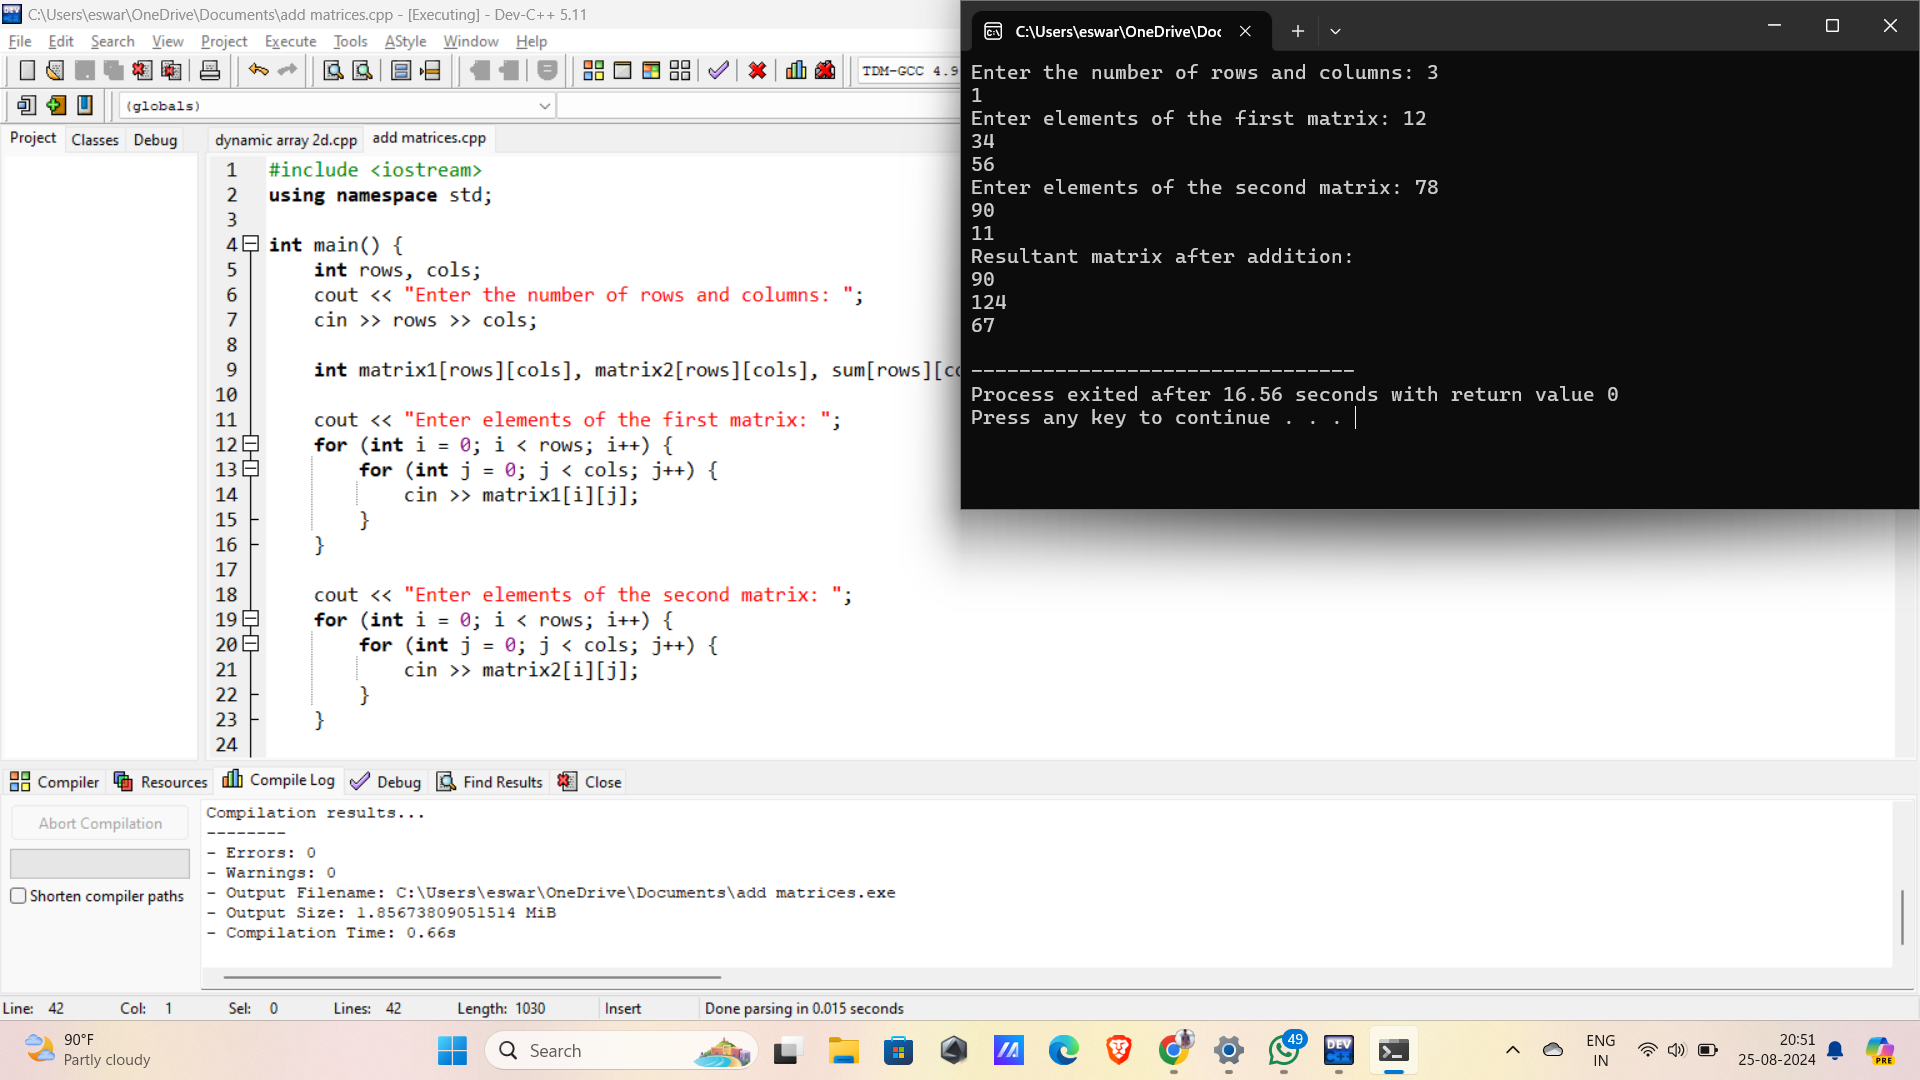 C:\Users\eswar\OneDrive\Documents\add matrices.cpp - [Executing] - Dev-C++ 5.11
File Edit Search View Project Execute Tools AStyle Window Help
TDM-GCC 4.9
(globals)
Project Classes Debug
dynamic array 2d.cpp add matrices.cpp
1 #include <iostream>
2 using namespace std;
3
4 int main() {
5 int rows, cols;
6 cout << "Enter the number of rows and columns: ";
7 cin >> rows >> cols;
8
9 int matrix1[rows][cols], matrix2[rows][cols], sum[rows][co
10
11 cout << "Enter elements of the first matrix: ";
12 for (int i = 0; i < rows; i++) {
13 for (int j = 0; j < cols; j++) {
14 cin >> matrix1[i][j];
15 }
16 }
17
18 cout << "Enter elements of the second matrix: ";
19 for (int i = 0; i < rows; i++) {
20 for (int j = 0; j < cols; j++) {
21 cin >> matrix2[i][j];
22 }
23 }
24
C:\Users\eswar\OneDrive\Doc
Enter the number of rows and columns: 3
1
Enter elements of the first matrix: 12
34
56
Enter elements of the second matrix: 78
90
11
Resultant matrix after addition:
90
124
67
--------------------------------
Process exited after 16.56 seconds with return value 0
Press any key to continue . . .
Compiler Resources Compile Log Debug Find Results Close
Abort Compilation
Shorten compiler paths
Compilation results...
--------
- Errors: 0
- Warnings: 0
- Output Filename: C:\Users\eswar\OneDrive\Documents\add matrices.exe
- Output Size: 1.85673809051514 MiB
- Compilation Time: 0.66s
Line: 42 Col: 1 Sel: 0 Lines: 42 Length: 1030 Insert Done parsing in 0.015 seconds
90°F
Partly cloudy
Search
49
DEV
C++
ENG
IN
20:51
25-08-2024
PRE